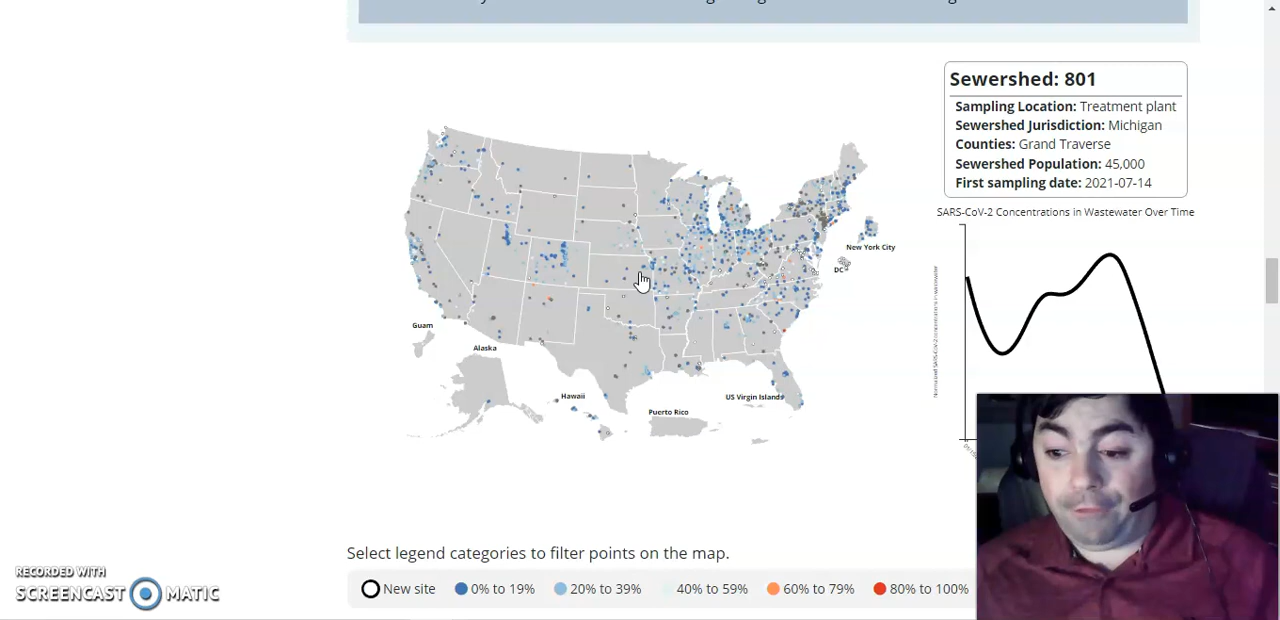 Sewershed: 801
Sampling Location: Treatment plant
Sewershed Jurisdiction: Michigan
Counties: Grand Traverse
Sewershed Population: 45,000
First sampling date: 2021-07-14
SARS-CoV-2 Concentrations in Wastewater Over Time
New York City
DC
Guam
Alaska
Hawaii
US Virgin Islands
Puerto Rico
Select legend categories to filter points on the map.
New site 0% to 19% 20% to 39% 40% to 59% 60% to 79% 80% to 100%
RECORDED WITH
SCREENCAST MATIC